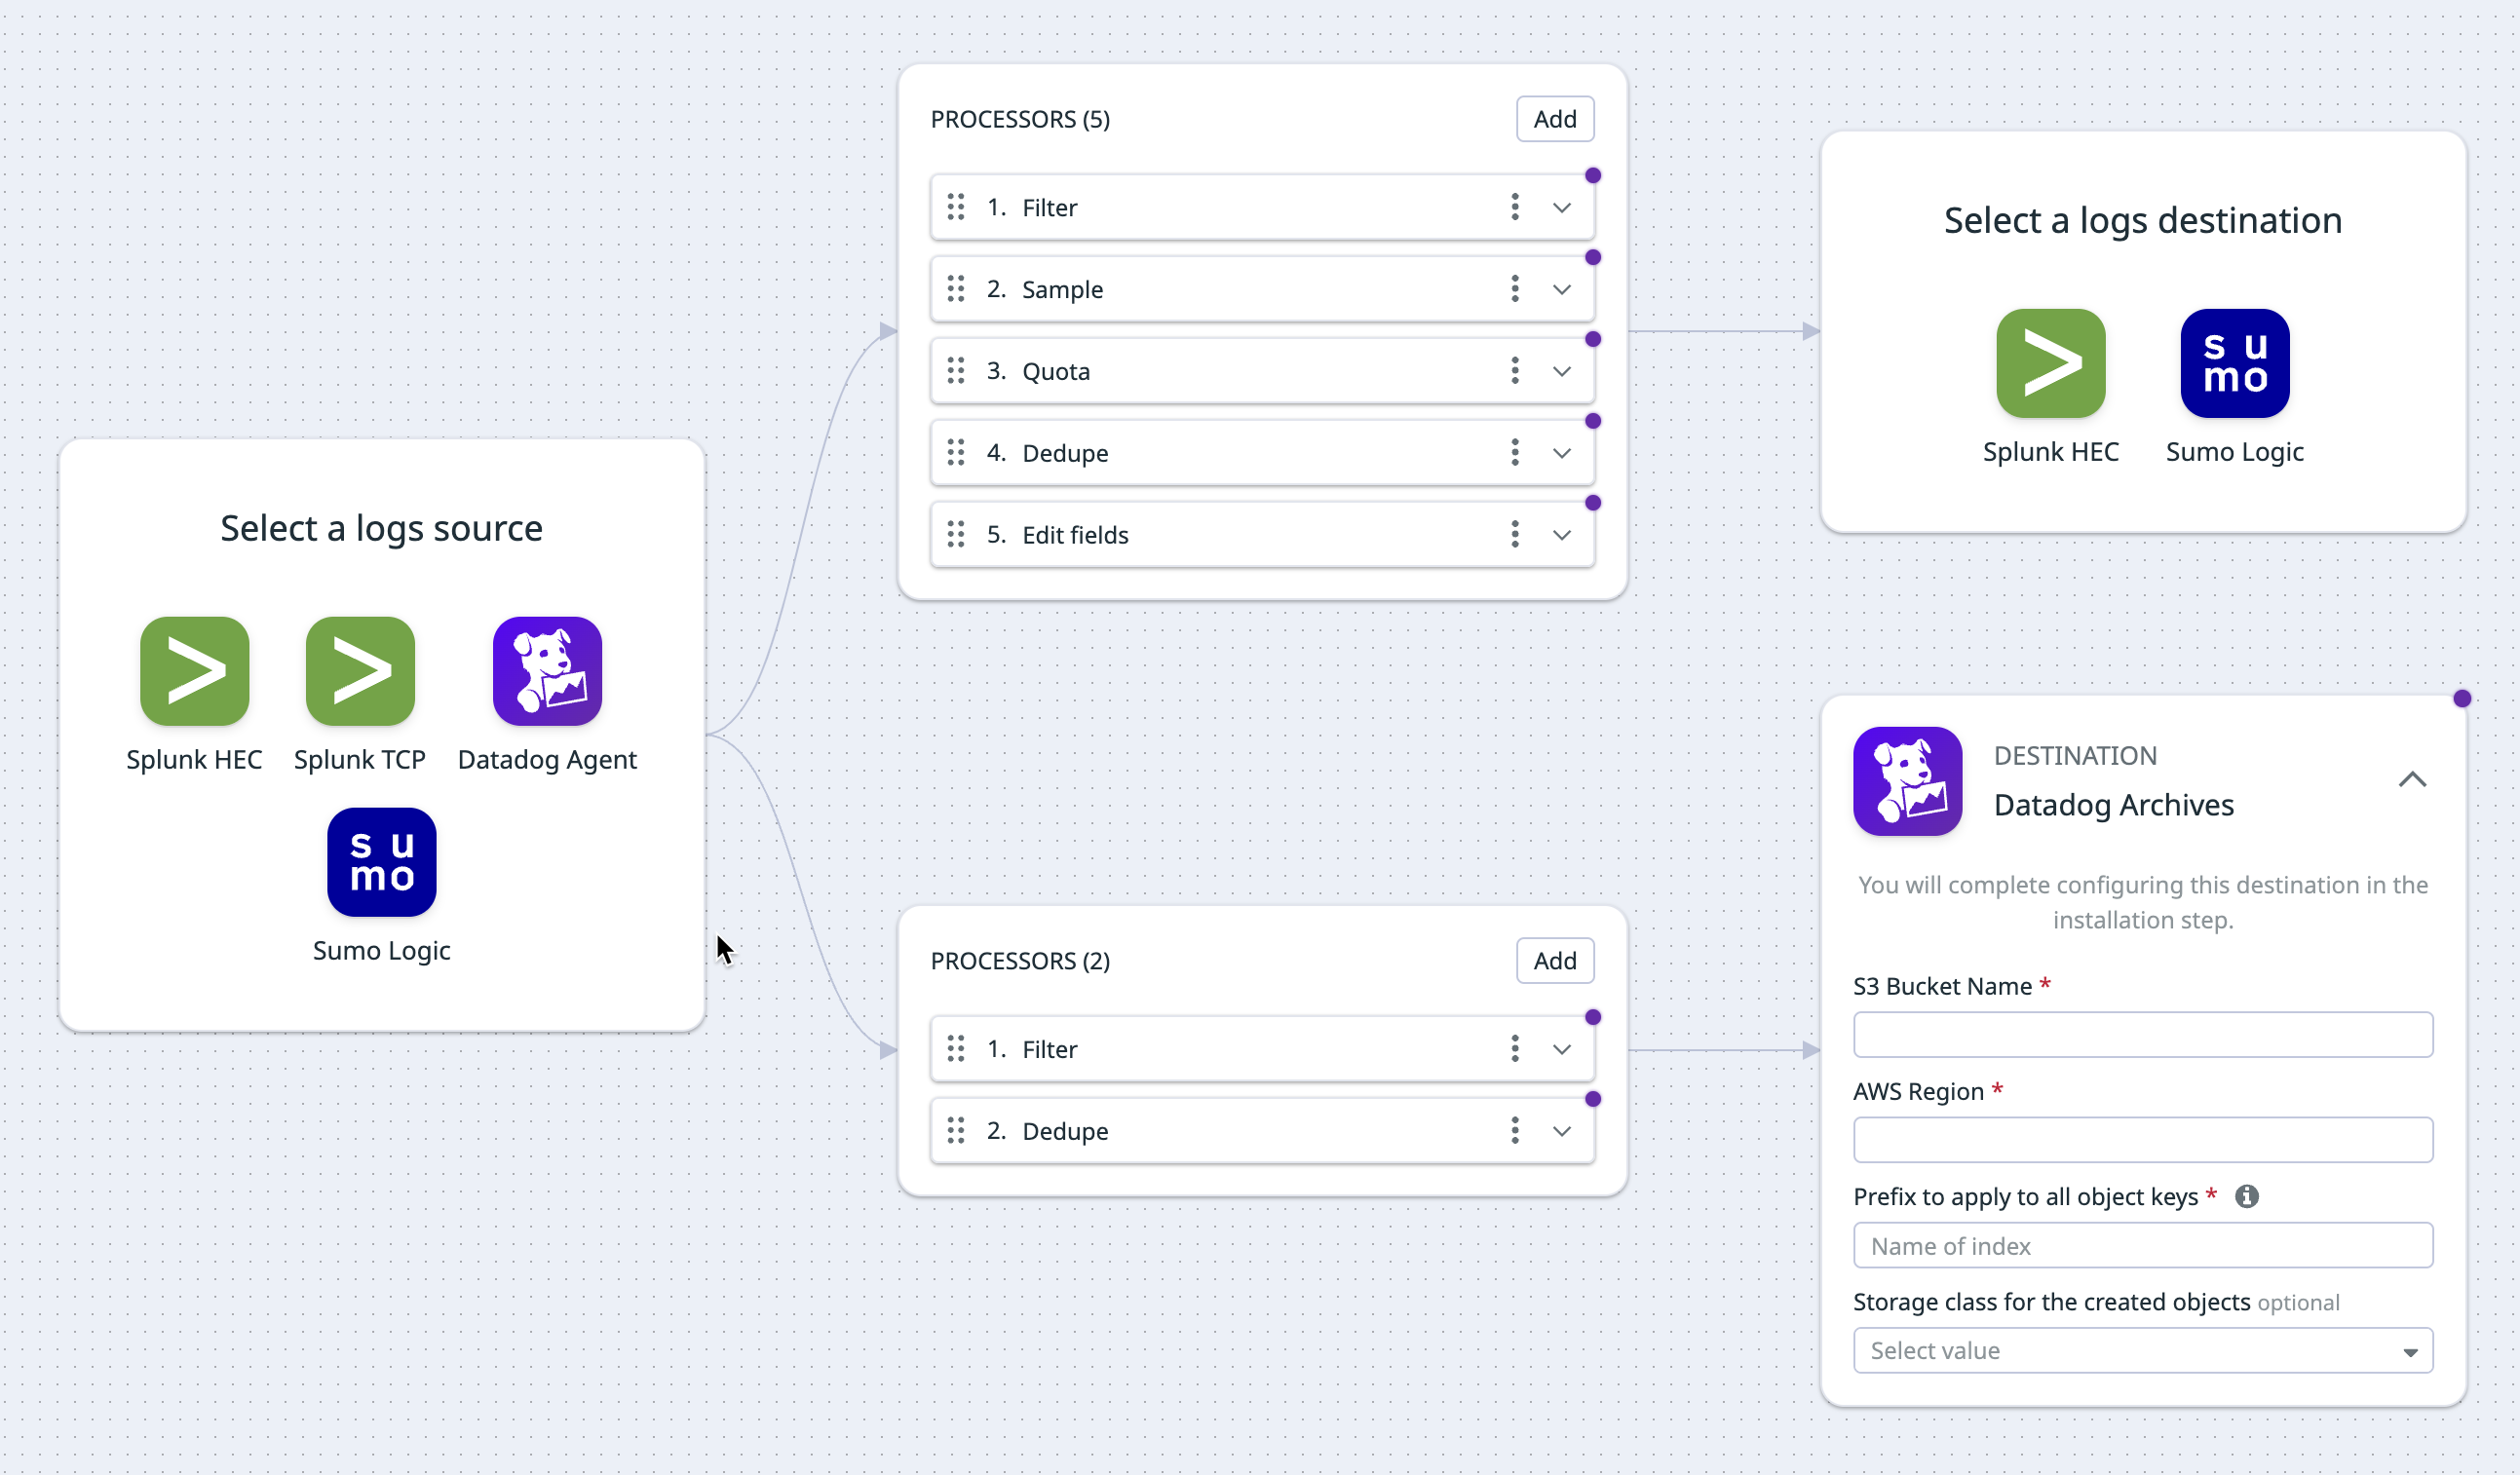 Select a logs source
Splunk HEC
Splunk TCP
Datadog Agent
su
mo
Sumo Logic
PROCESSORS (5)
Add
1. Filter
2. Sample
3. Quota
4. Dedupe
5. Edit fields
PROCESSORS (2)
Add
1. Filter
2. Dedupe
Select a logs destination
su
mo
Splunk HEC
Sumo Logic
DESTINATION
Datadog Archives
You will complete configuring this destination in the
installation step.
S3 Bucket Name *
AWS Region *
Prefix to apply to all object keys *
Name of index
Storage class for the created objects optional
Select value